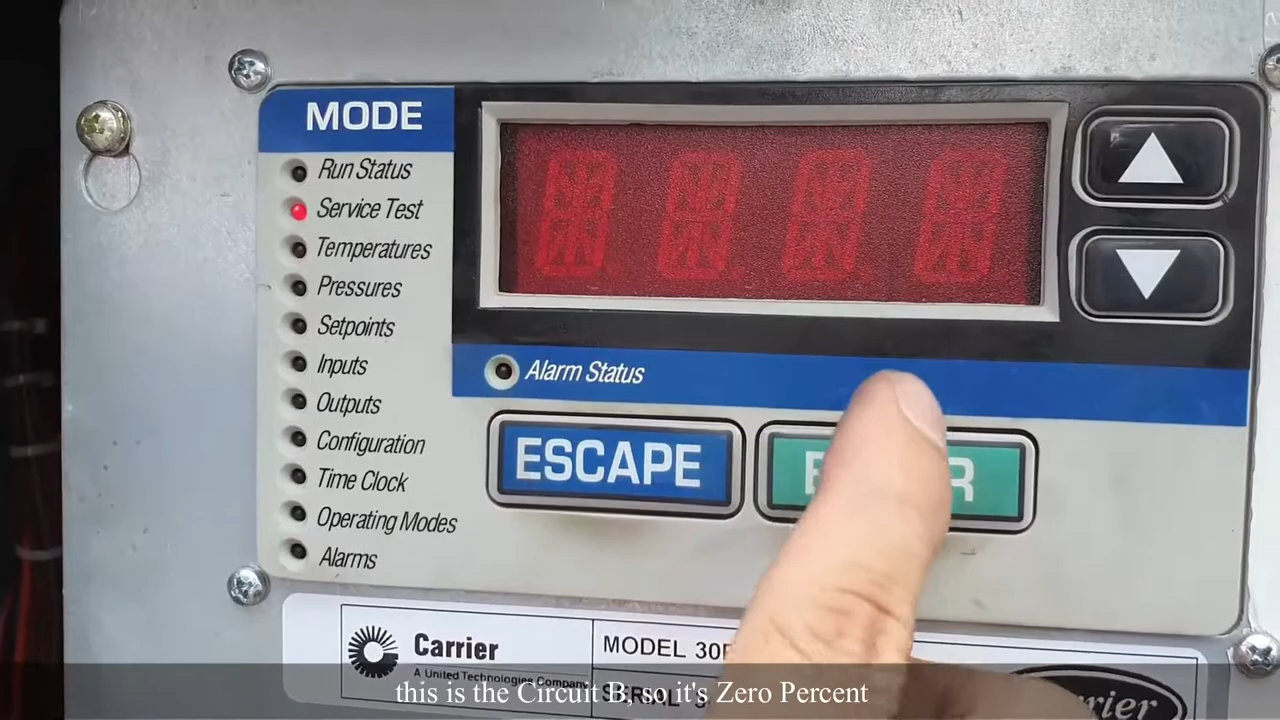 MODE
Run Status
Service Test
Temperatures
Pressures
Setpoints
Inputs
Outputs
Configuration
Time Clock
Operating Modes
Alarms
Alarm Status
ESCAPE
Carrier
A United Technologies Company
MODEL
SERIAL
this is the Circuit B, so it's Zero Percent